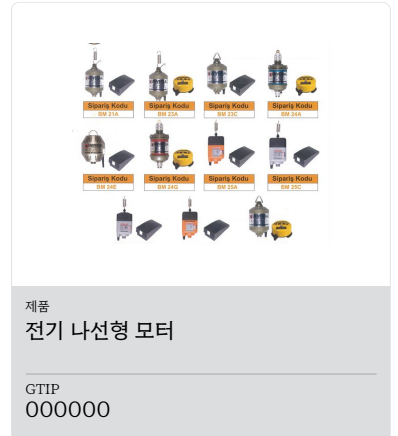 Sipariş Kodu Sipariş Kodu Sipariş Kodu Sipariş Kodu
BM 21A BM 23A BM 23C BM 24A
Sipariş Kodu Sipariş Kodu Sipariş Kodu Sipariş Kodu
BM 24E BM 24G BM 25A BM 25C
제품
전기 나선형 모터
GTIP
000000